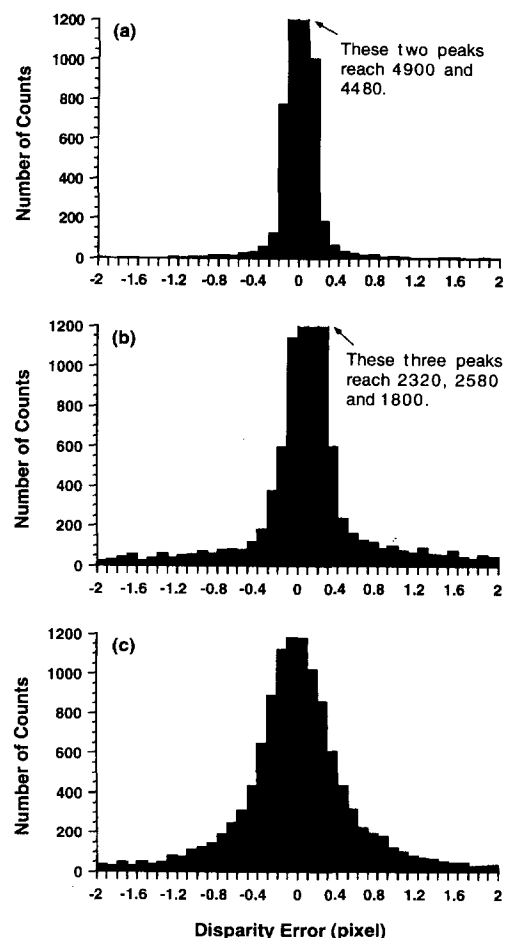 (a)
These two peaks
reach 4900 and
4480.
Number of Counts
1200
1000
800
600
400
200
0
-2 -1.6 -1.2 -0.8 -0.4 0 0.4 0.8 1.2 1.6 2
(b)
These three peaks
reach 2320, 2580
and 1800.
Number of Counts
1200
1000
800
600
400
200
0
-2 -1.6 -1.2 -0.8 -0.4 0 0.4 0.8 1.2 1.6 2
(c)
Number of Counts
1200
1000
800
600
400
200
0
-2 -1.6 -1.2 -0.8 -0.4 0 0.4 0.8 1.2 1.6 2
Disparity Error (pixel)